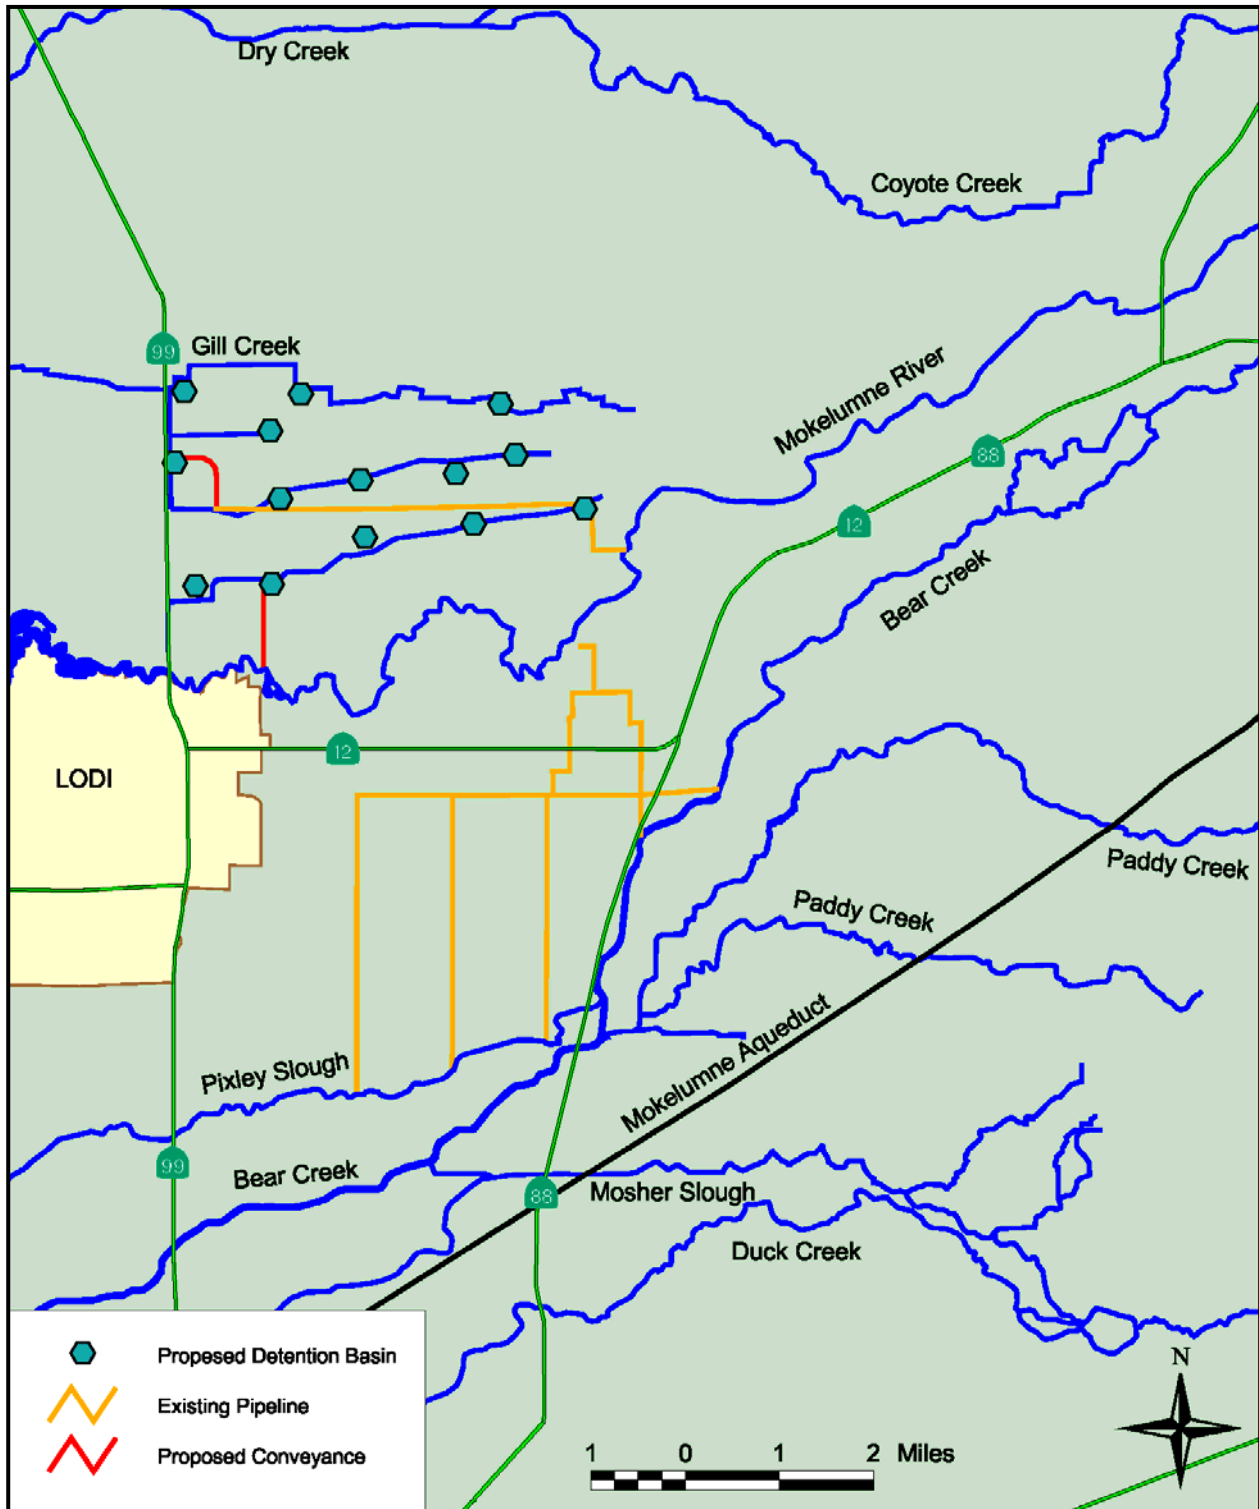 Dry Creek
Coyote Creek
99
Gill Creek
Mokelumne River
88
12
Bear Creek
12
LODI
Paddy Creek
Paddy Creek
Mokelumne Aqueduct
Pixley Slough
99
Bear Creek
88
Mosher Slough
Duck Creek
Proposed Detention Basin
Existing Pipeline
Proposed Conveyance
N
1 0 1 2 Miles